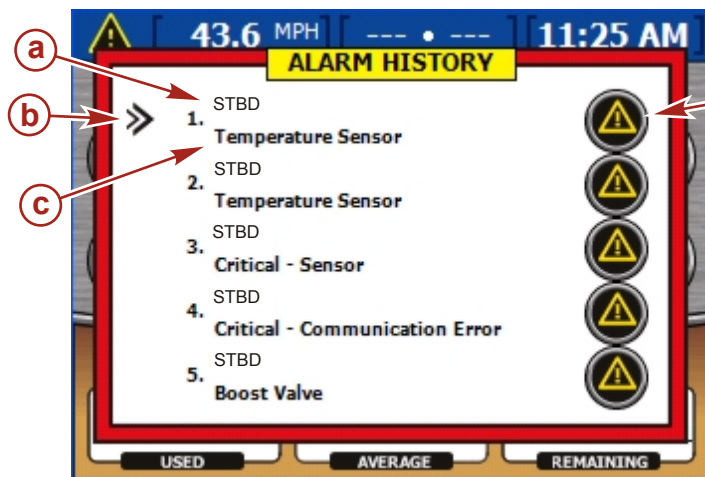 43.6 MPH --- • --- 11:25 AM
ALARM HISTORY
a
b
c
1. STBD
Temperature Sensor
2. STBD
Temperature Sensor
3. STBD
Critical - Sensor
4. STBD
Critical - Communication Error
5. STBD
Boost Valve
USED AVERAGE REMAINING